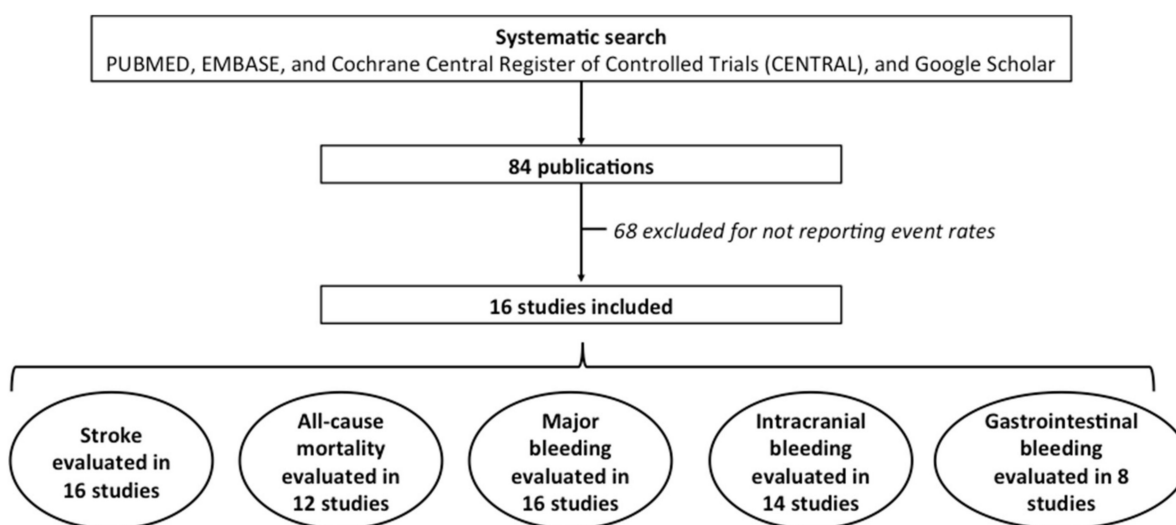 Systematic search
PUBMED, EMBASE, and Cochrane Central Register of Controlled Trials (CENTRAL), and Google Scholar
84 publications
68 excluded for not reporting event rates
16 studies included
Stroke
evaluated in
16 studies
All-cause
mortality
evaluated in
12 studies
Major
bleeding
evaluated in
16 studies
Intracranial
bleeding
evaluated in
14 studies
Gastrointestinal
bleeding
evaluated in 8
studies